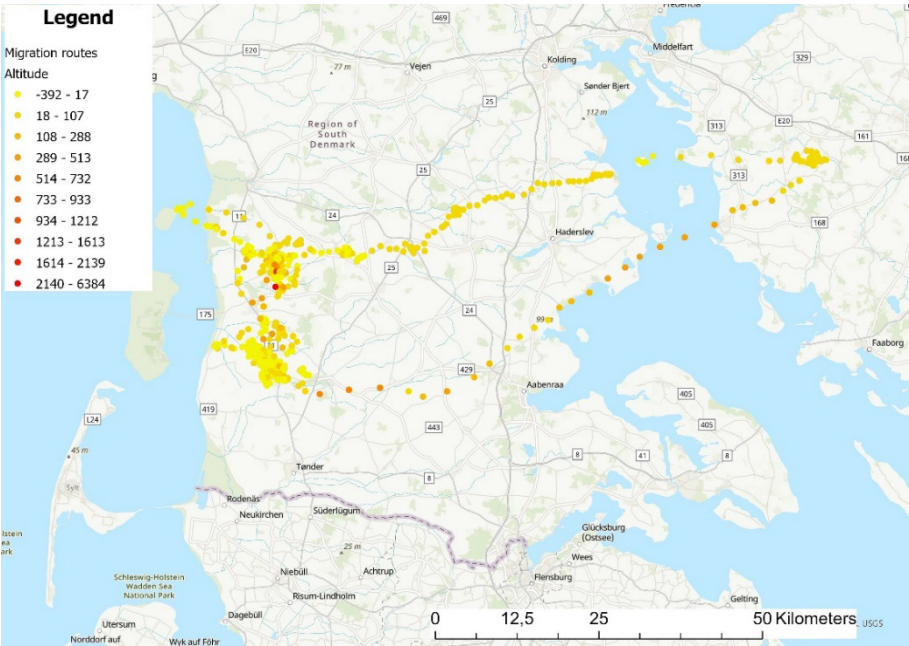 Legend
Migration routes
Altitude
-392 - 17
18 - 107
108 - 288
289 - 513
514 - 732
733 - 933
934 - 1212
1213 - 1613
1614 - 2139
2140 - 6384
469
Fredericia
Middelfart
E20
Kolding
77 m
Vejen
329
Sønder Bjert
25
112 m
313
E20
161
Region of
South
Denmark
25
168
313
11
24
Haderslev
168
25
175
24
99 m
11
Faaborg
429
Aabenraa
405
419
L24
443
405
45 m
8
41
8
Tønder
8
Sylt
Rodenäs
Neukirchen
Süderlügum
Glücksburg
(Ostsee)
25 m
Wees
Schleswig-Holstein
Wadden Sea
National Park
Niebüll
Achtrup
Flensburg
Risum-Lindholm
Gelting
Dagebüll
0
12,5
25
50 Kilometers
Utersum
USGS
Norddorf auf
Wyk auf Föhr